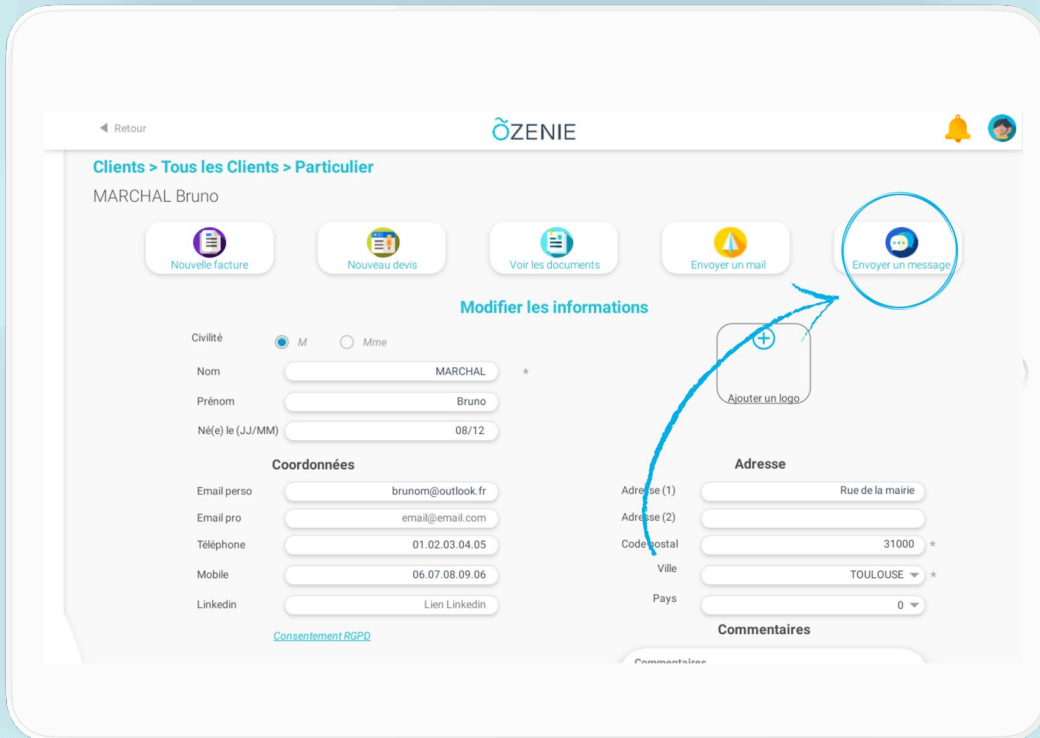 Retour
ÕZENIE
Clients > Tous les Clients > Particulier
MARCHAL Bruno
Nouvelle facture
Nouveau devis
Voir les documents
Envoyer un mail
Envoyer un message
Modifier les informations
Civilité M Mme
Nom MARCHAL *
Prénom Bruno
Né(e) le (JJ/MM) 08/12
Ajouter un logo
Coordonnées
Email perso brunom@outlook.fr
Email pro email@email.com
Téléphone 01.02.03.04.05
Mobile 06.07.08.09.06
Linkedin Lien Linkedin
Consentement RGPD
Adresse
Adresse (1) Rue de la mairie
Adresse (2)
Code postal 31000 *
Ville TOULOUSE *
Pays 0
Commentaires
Commentaires